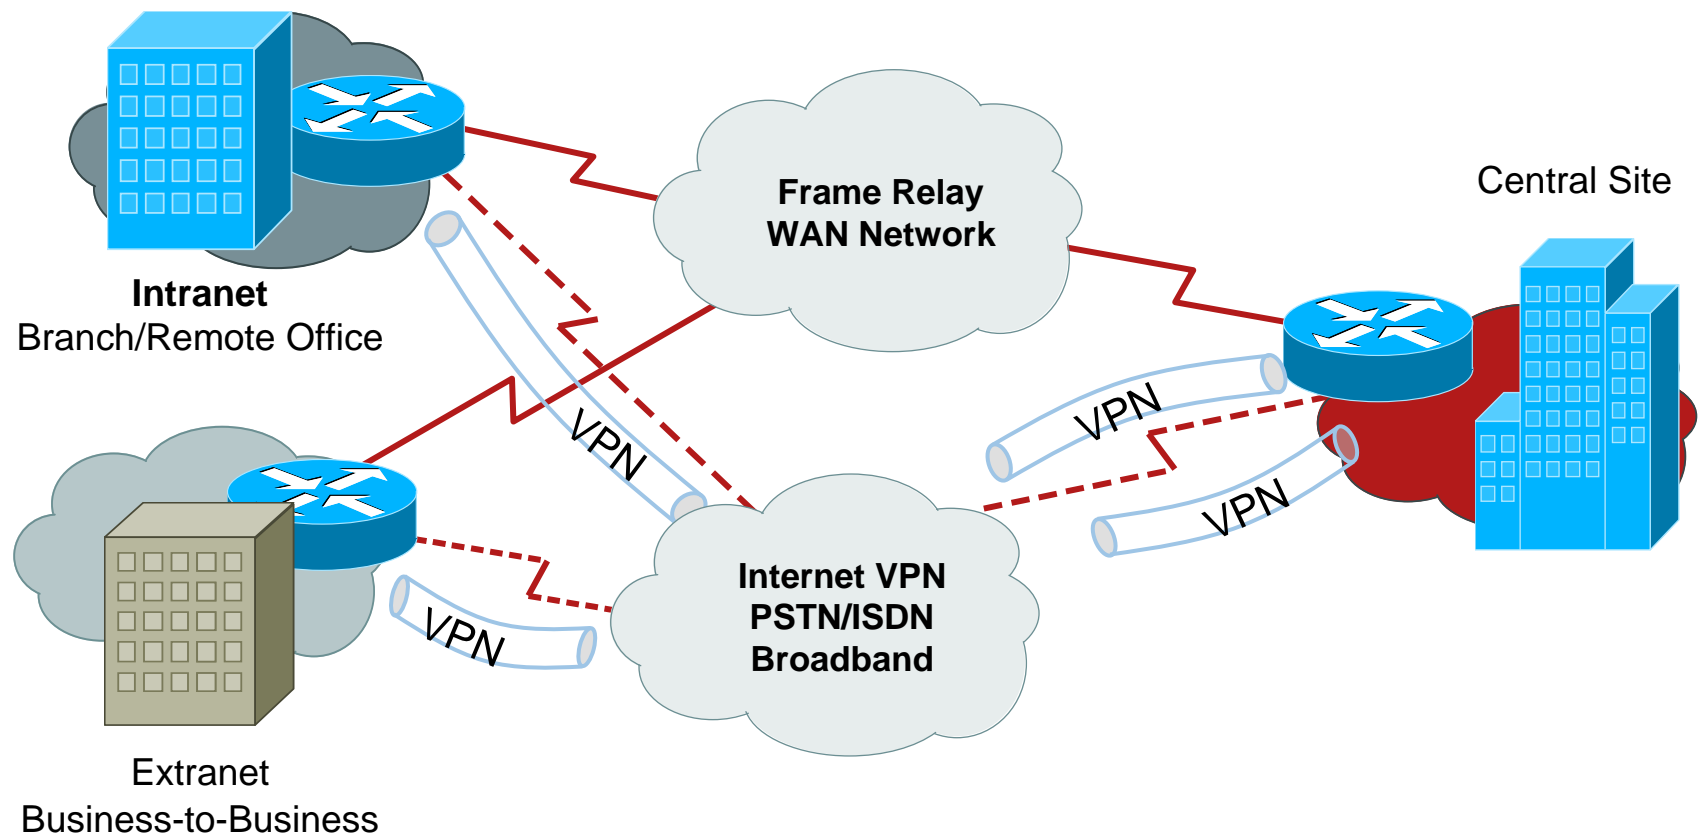 Frame Relay
WAN Network
Central Site
Intranet
Branch/Remote Office
VPN
VPN
VPN
VPN
Internet VPN
PSTN/ISDN
Broadband
Extranet
Business-to-Business